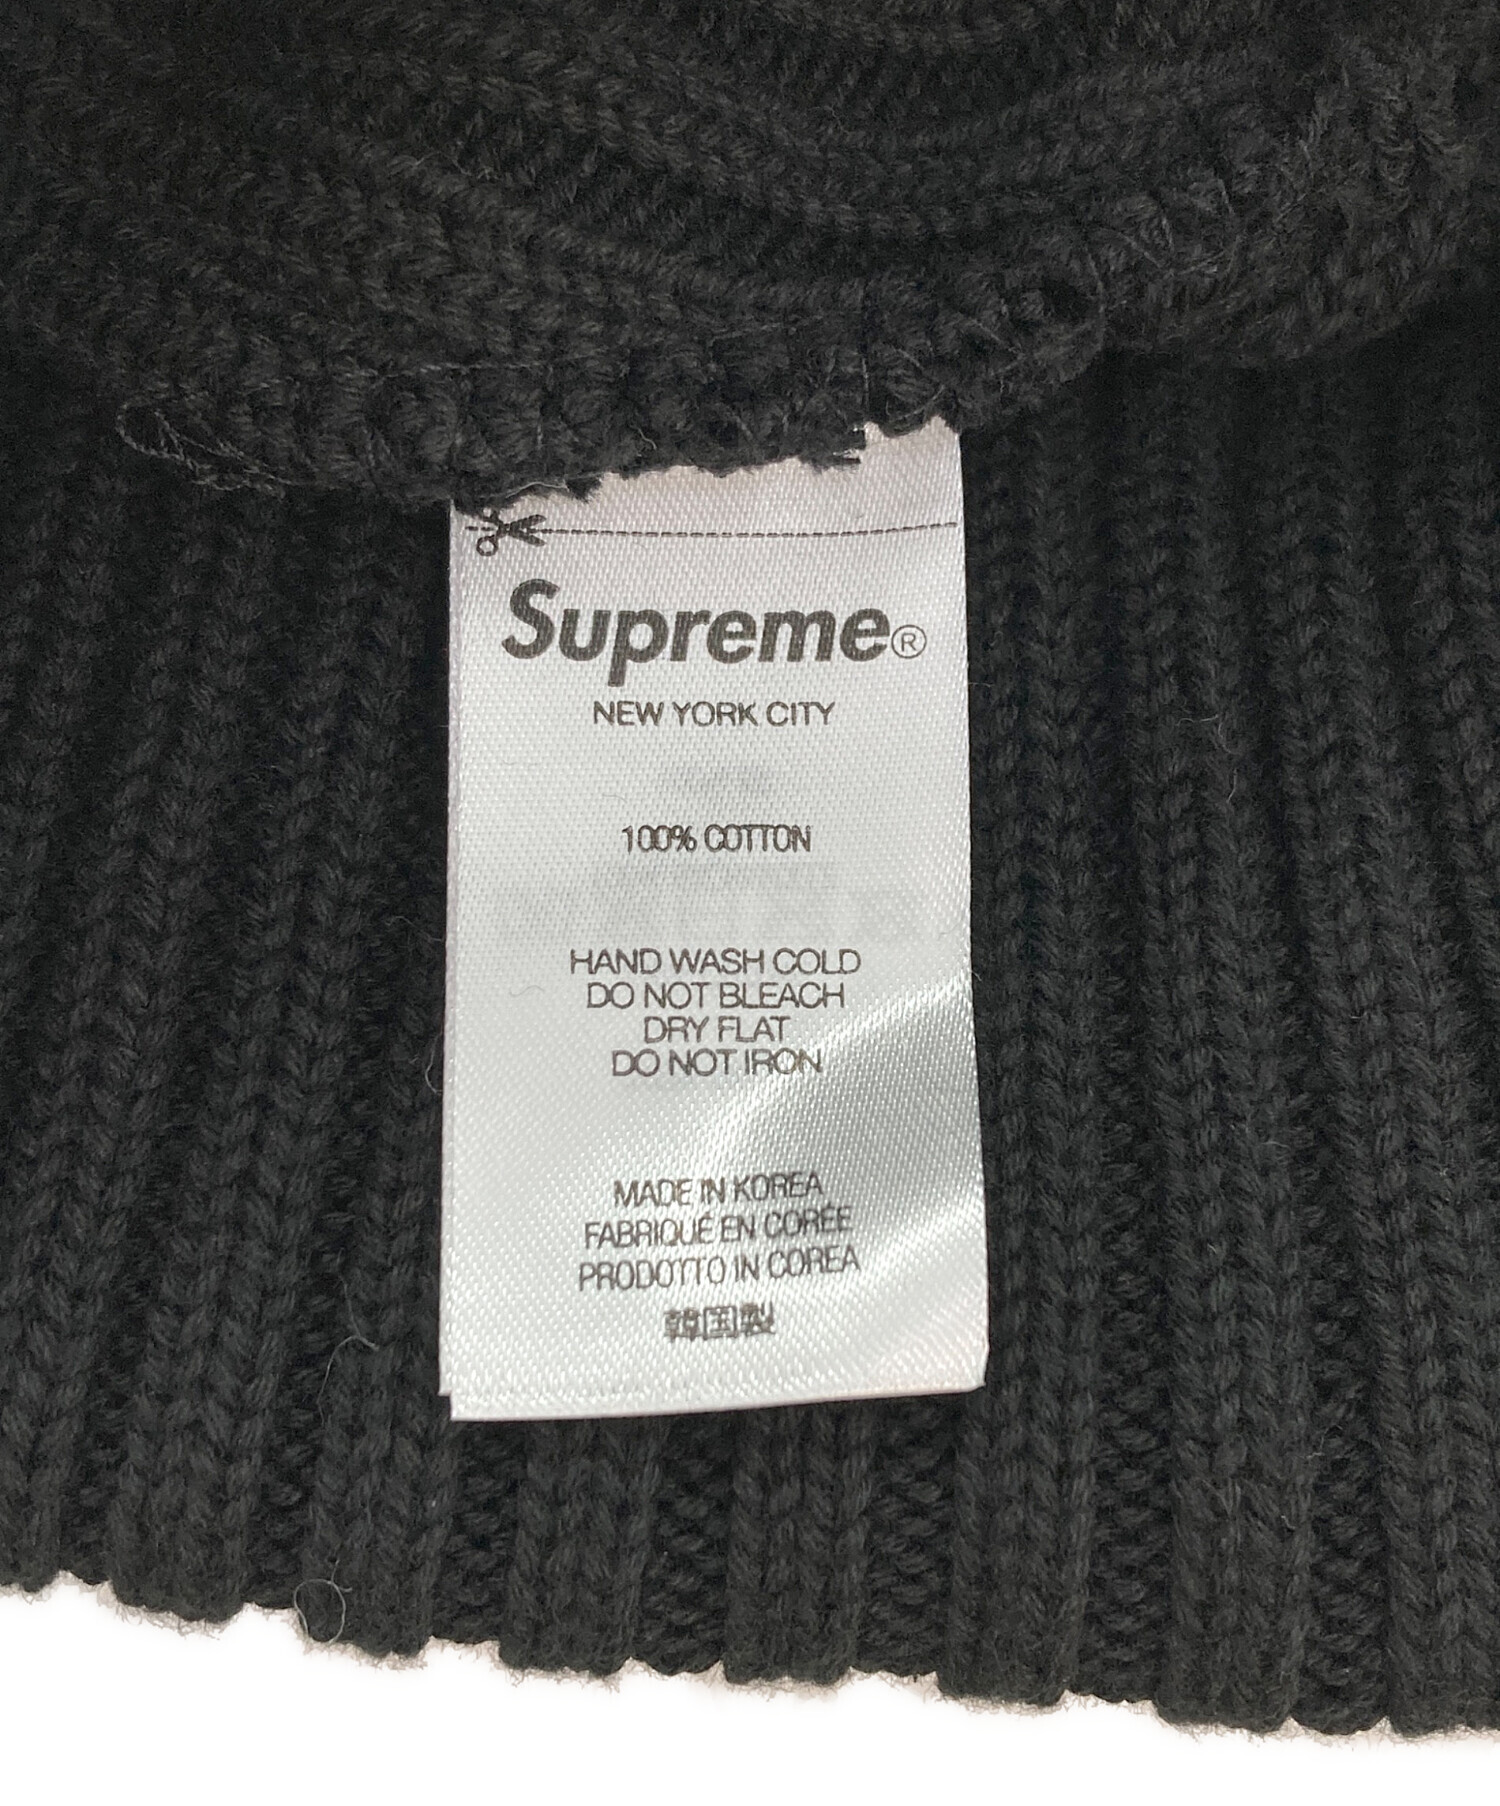 Supreme®
NEW YORK CITY
100% COTTON
HAND WASH COLD
DO NOT BLEACH
DRY FLAT
DO NOT IRON
MADE IN KOREA
FABRIQUÉ EN CORÉE
PRODOTTO IN COREA
韓国製